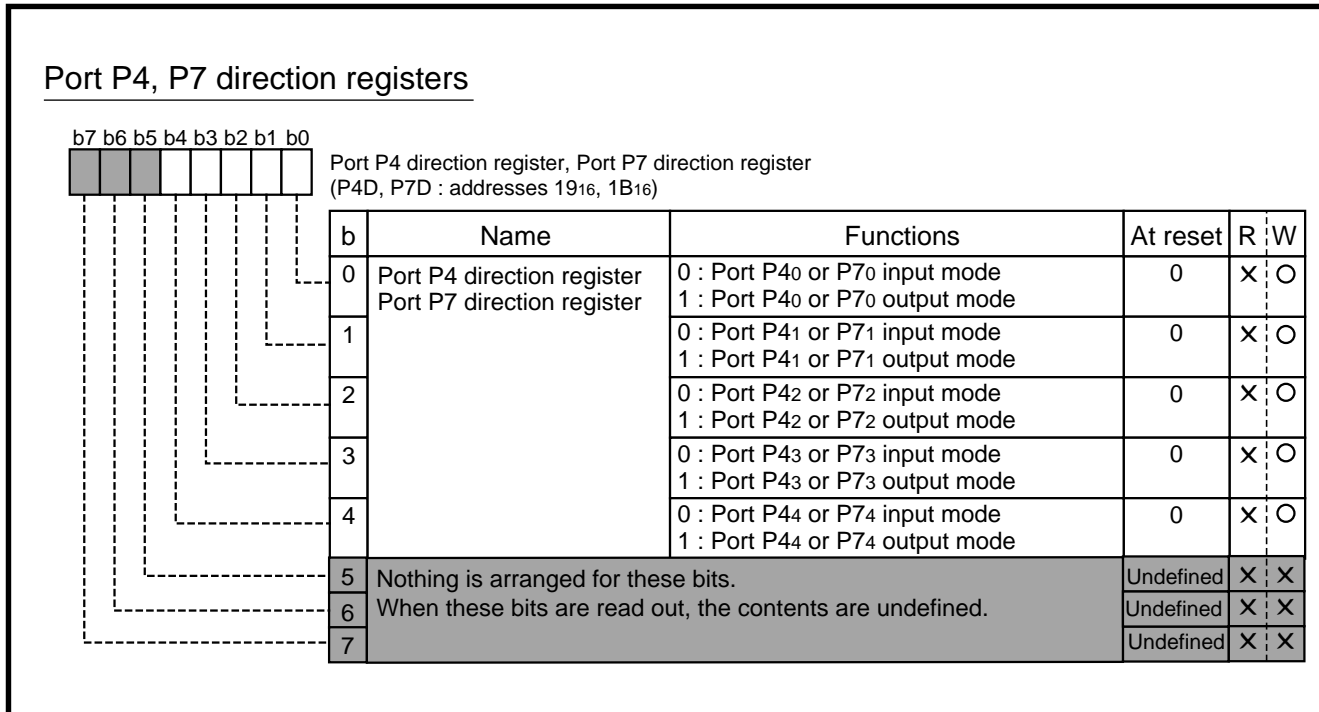 Port P4, P7 direction registers
b7 b6 b5 b4 b3 b2 b1 b0
Port P4 direction register, Port P7 direction register
(P4D, P7D : addresses 1916, 1B16)
b Name Functions At reset R W
0 Port P4 direction register 0 : Port P40 or P70 input mode 0 X O
Port P7 direction register 1 : Port P40 or P70 output mode
1 0 : Port P41 or P71 input mode 0 X O
1 : Port P41 or P71 output mode
2 0 : Port P42 or P72 input mode 0 X O
1 : Port P42 or P72 output mode
3 0 : Port P43 or P73 input mode 0 X O
1 : Port P43 or P73 output mode
4 0 : Port P44 or P74 input mode 0 X O
1 : Port P44 or P74 output mode
5 Nothing is arranged for these bits. Undefined X X
6 When these bits are read out, the contents are undefined. Undefined X X
7 Undefined X X